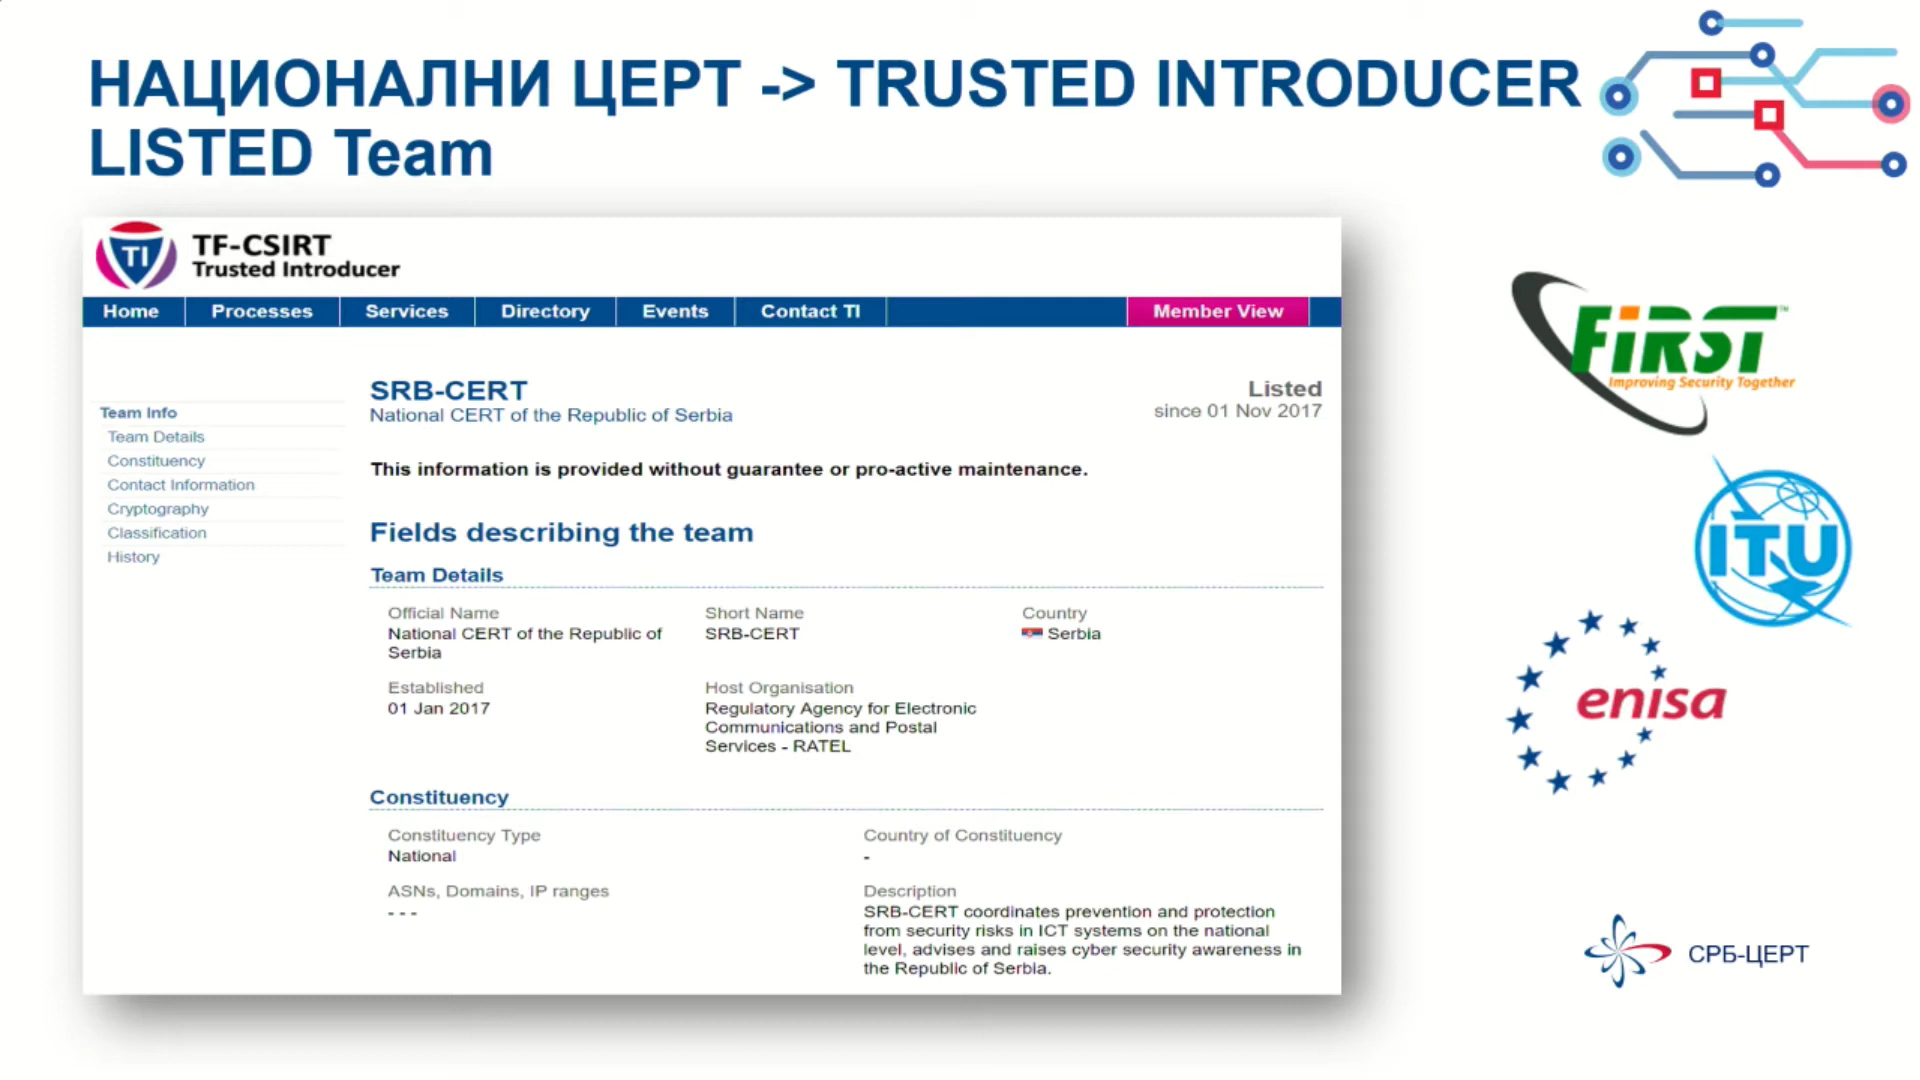 НАЦИОНАЛНИ ЦЕРТ -> TRUSTED INTRODUCER
LISTED Team
TI
TF-CSIRT
Trusted Introducer
Home
Processes
Services
Directory
Events
Contact TI
Member View
Team Info
Team Details
Constituency
Contact Information
Cryptography
Classification
History
SRB-CERT
National CERT of the Republic of Serbia
Listed
since 01 Nov 2017
This information is provided without guarantee or pro-active maintenance.
Fields describing the team
Team Details
Official Name
National CERT of the Republic of
Serbia
Short Name
SRB-CERT
Country
Serbia
Established
01 Jan 2017
Host Organisation
Regulatory Agency for Electronic
Communications and Postal
Services - RATEL
Constituency
Constituency Type
National
Country of Constituency
-
ASNs, Domains, IP ranges
- - -
Description
SRB-CERT coordinates prevention and protection
from security risks in ICT systems on the national
level, advises and raises cyber security awareness in
the Republic of Serbia.
FiRST™
Improving Security Together
ITU
enisa
СРБ-ЦЕРТ